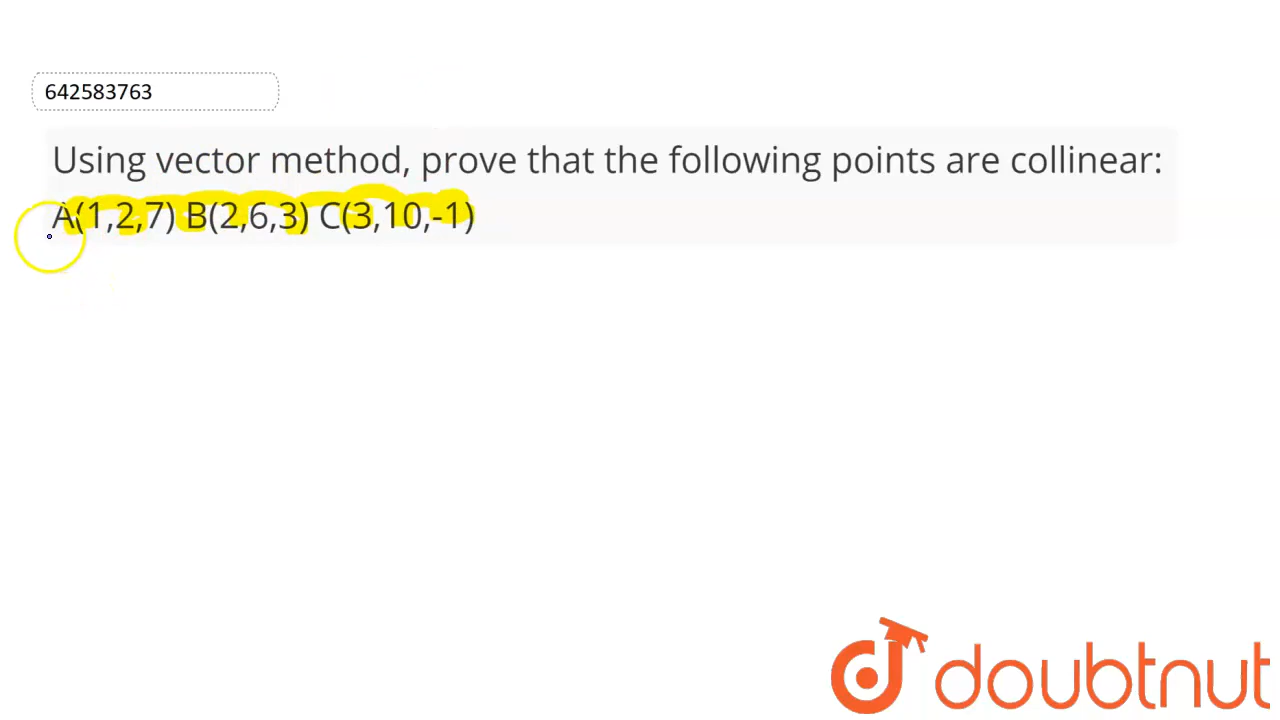 642583763
Using vector method, prove that the following points are collinear:
A(1,2,7) B(2,6,3) C(3,10,-1)
doubtnut